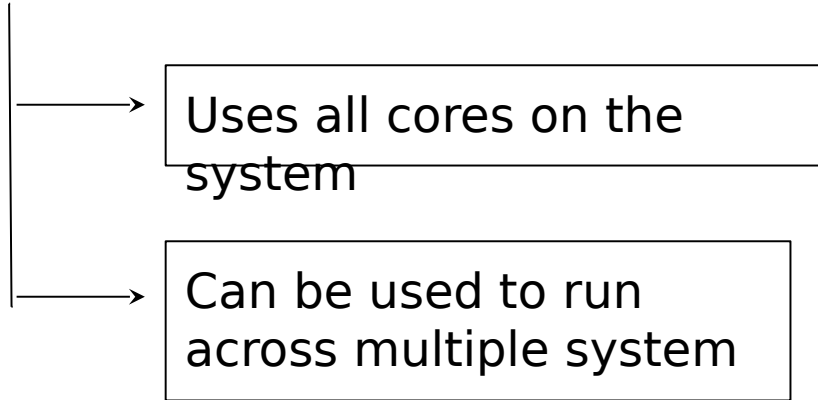 Uses all cores on the
system
Can be used to run
across multiple system